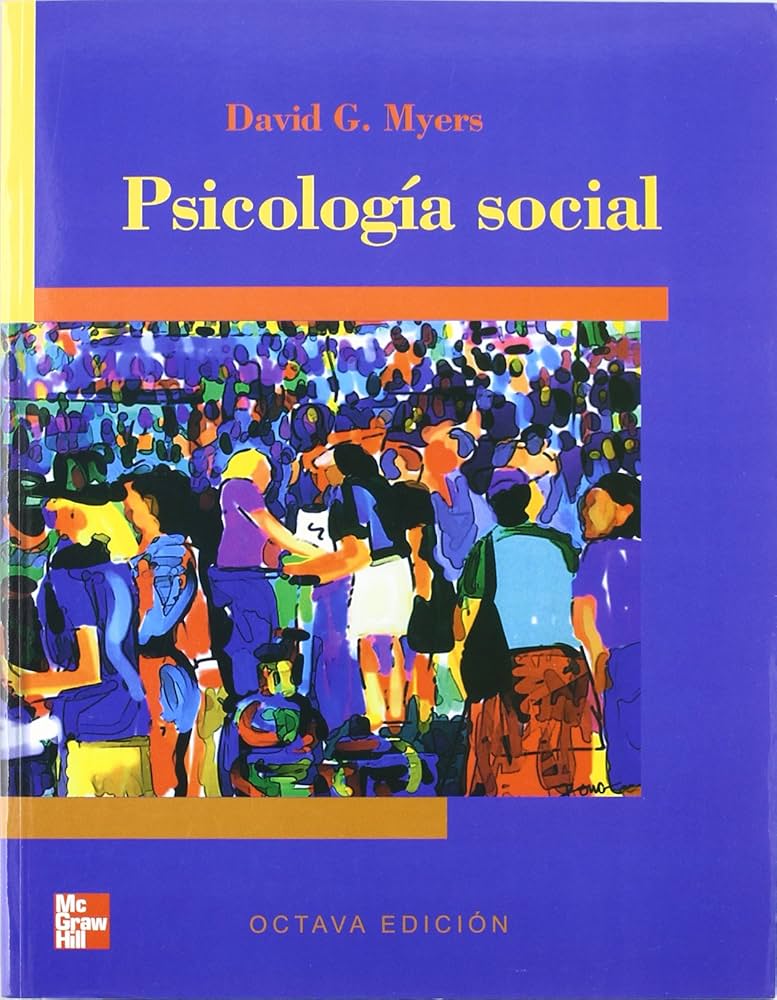 David G. Myers
Psicología social
Mc
Graw
Hill
OCTAVA EDICIÓN